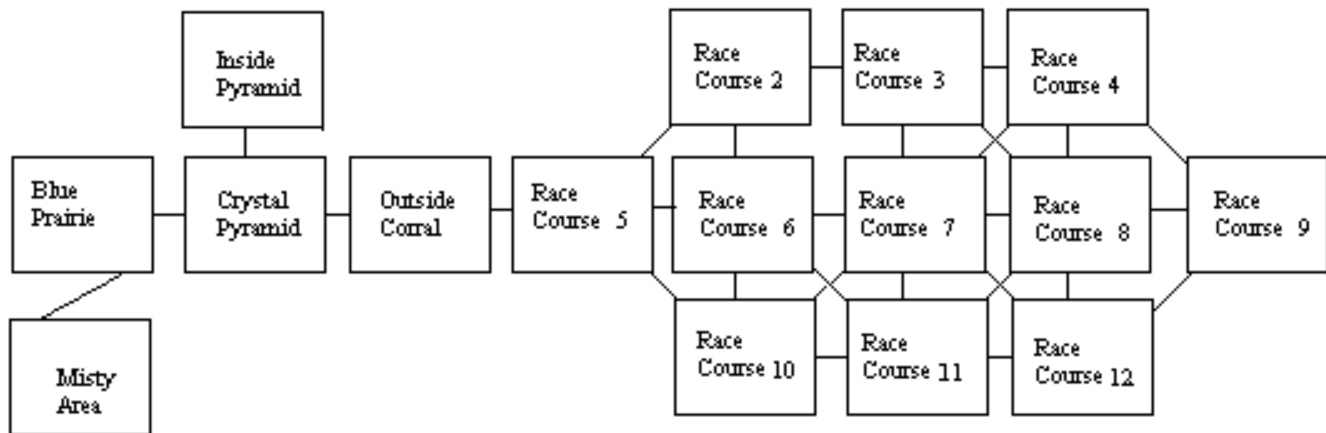 Inside
Pyramid
Race
Course 2
Race
Course 3
Race
Course 4
Blue
Prairie
Crystal
Pyramid
Outside
Corral
Race
Course 5
Race
Course 6
Race
Course 7
Race
Course 8
Race
Course 9
Misty
Area
Race
Course 10
Race
Course 11
Race
Course 12